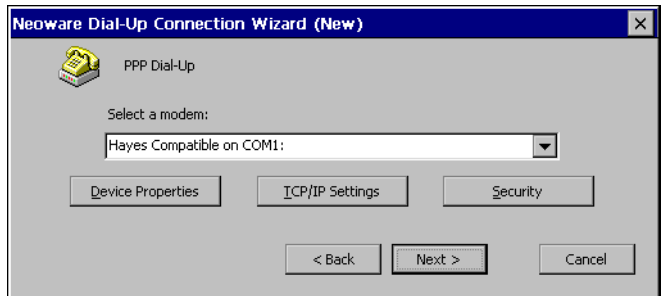 Neoware Dial-Up Connection Wizard (New)
PPP Dial-Up
Select a modem:
Hayes Compatible on COM1:
Device Properties TCP/IP Settings Security
< Back Next > Cancel